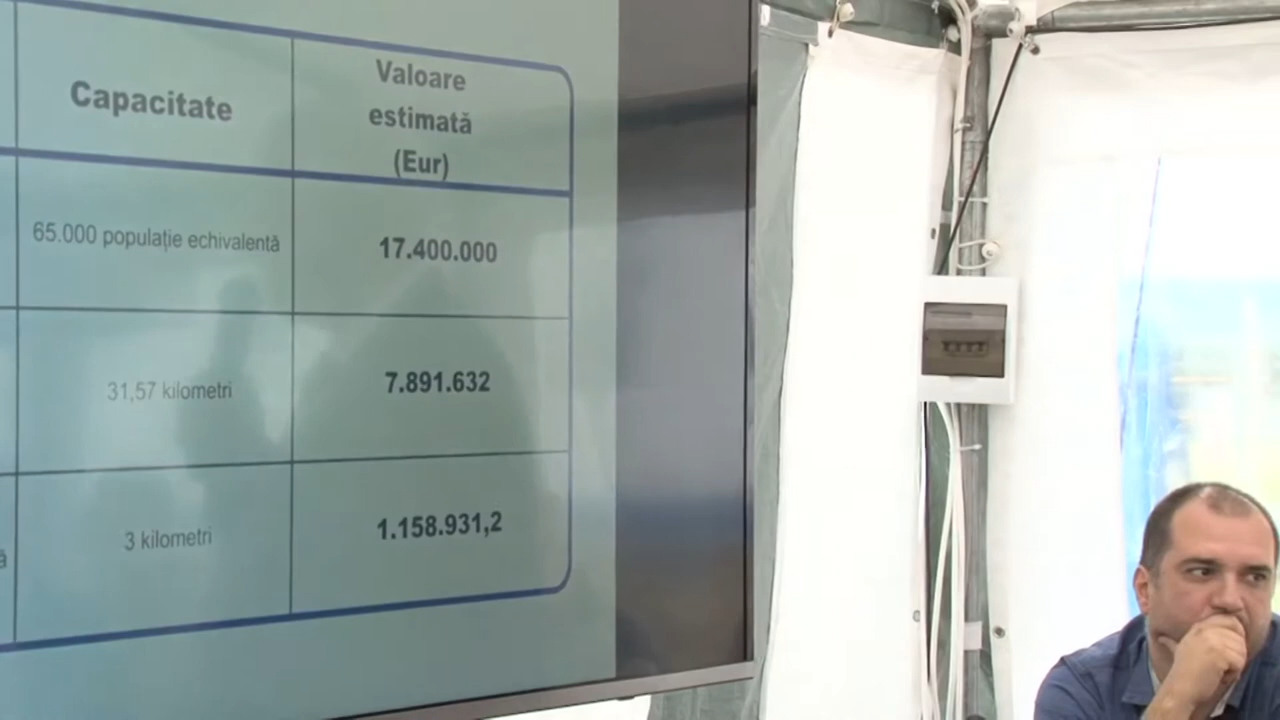 Capacitate
Valoare
estimată
(Eur)
65.000 populație echivalentă
17.400.000
31,57 kilometri
7.891.632
3 kilometri
1.158.931,2